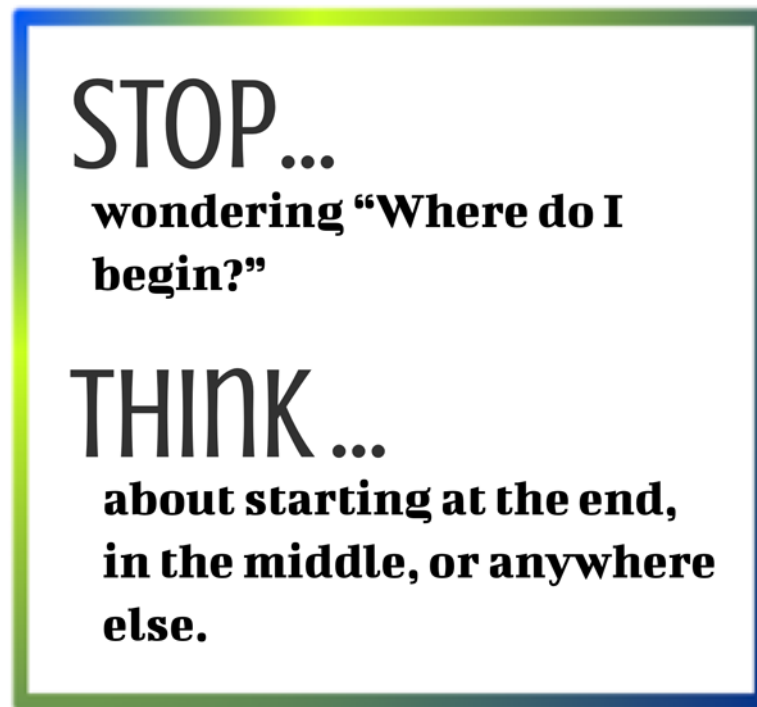 STOP...
wondering “Where do I
begin?”
THINK ...
about starting at the end,
in the middle, or anywhere
else.